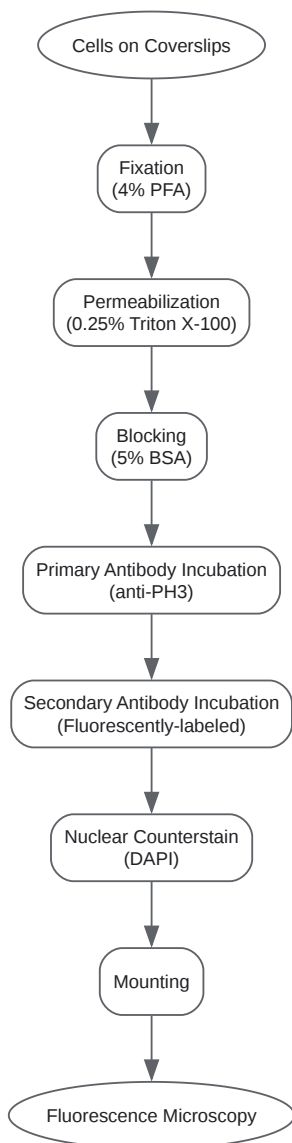 Cells on Coverslips
Fixation
(4% PFA)
Permeabilization
(0.25% Triton X-100)
Blocking
(5% BSA)
Primary Antibody Incubation
(anti-PH3)
Secondary Antibody Incubation
(Fluorescently-labeled)
Nuclear Counterstain
(DAPI)
Mounting
Fluorescence Microscopy